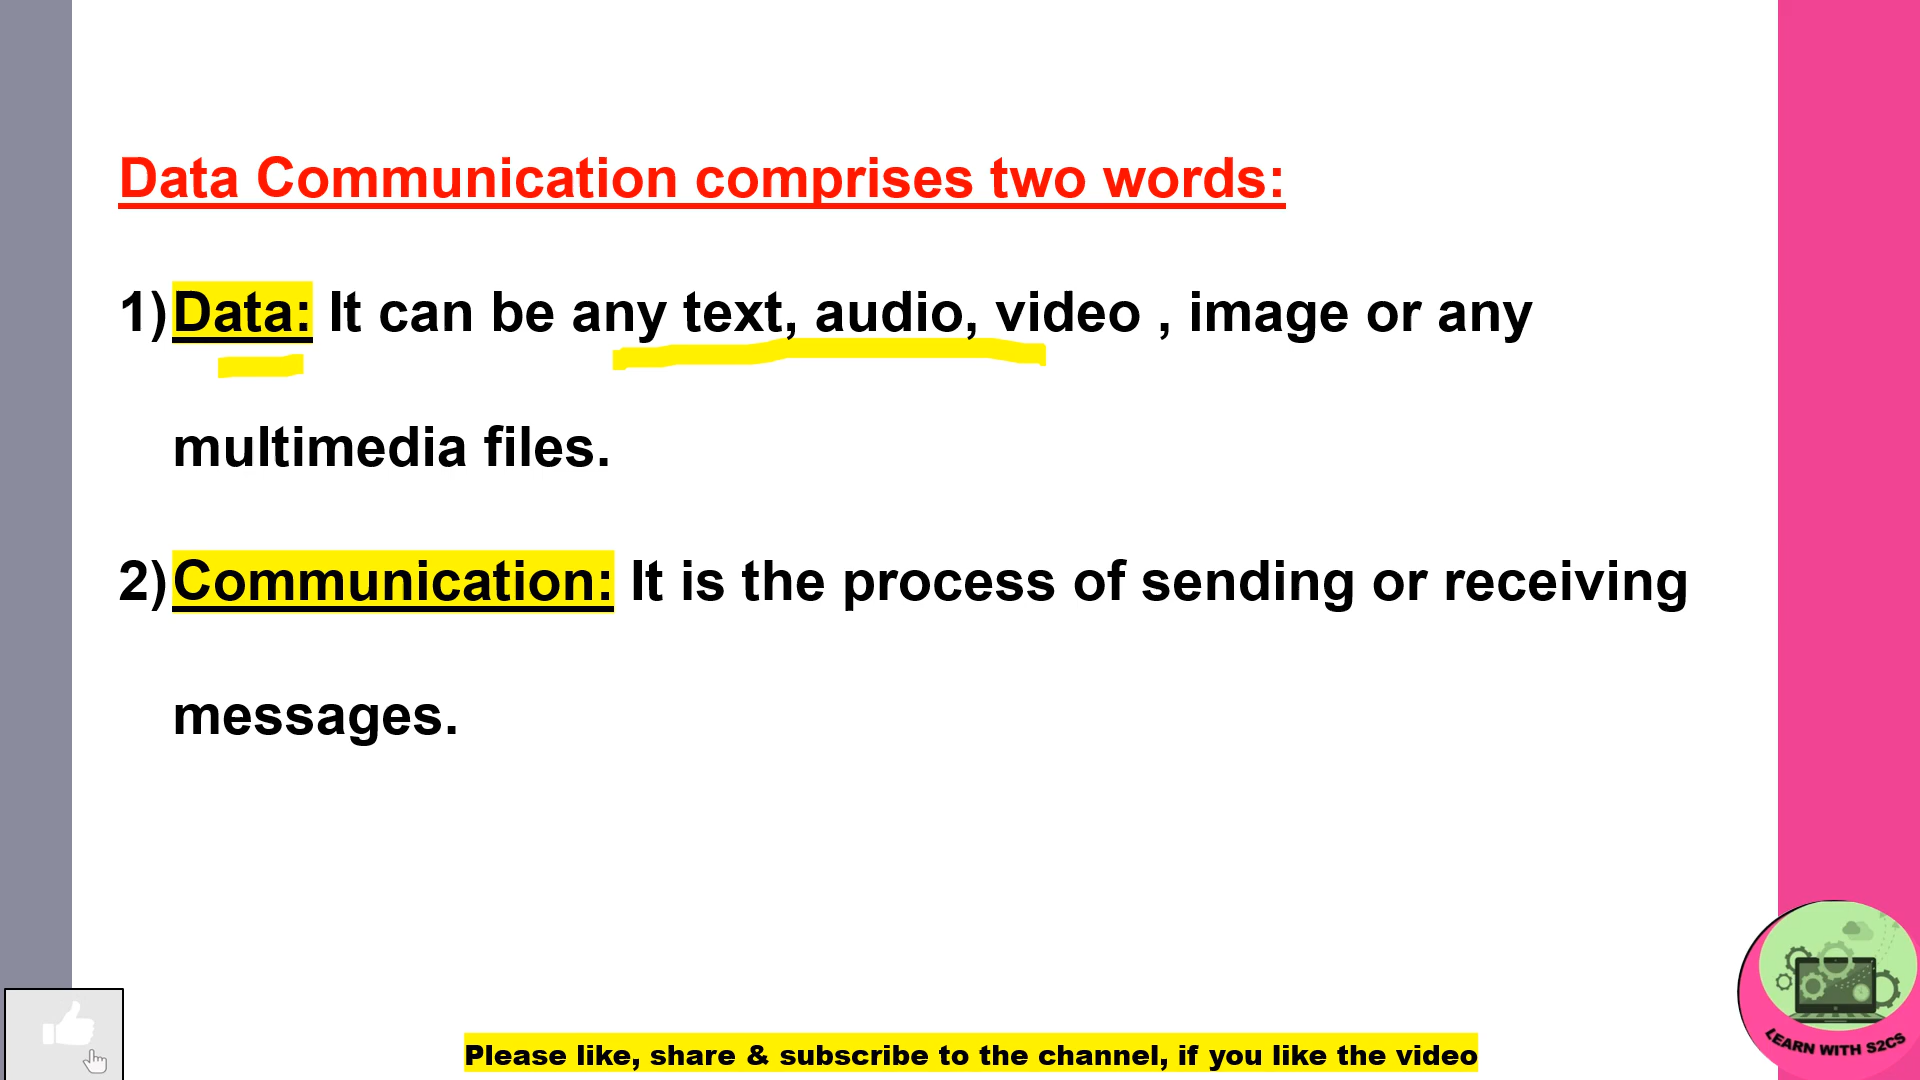 Data Communication comprises two words:
1) Data: It can be any text, audio, video , image or any
multimedia files.
2) Communication: It is the process of sending or receiving
messages.
Please like, share & subscribe to the channel, if you like the video
LEARN WITH S2CS